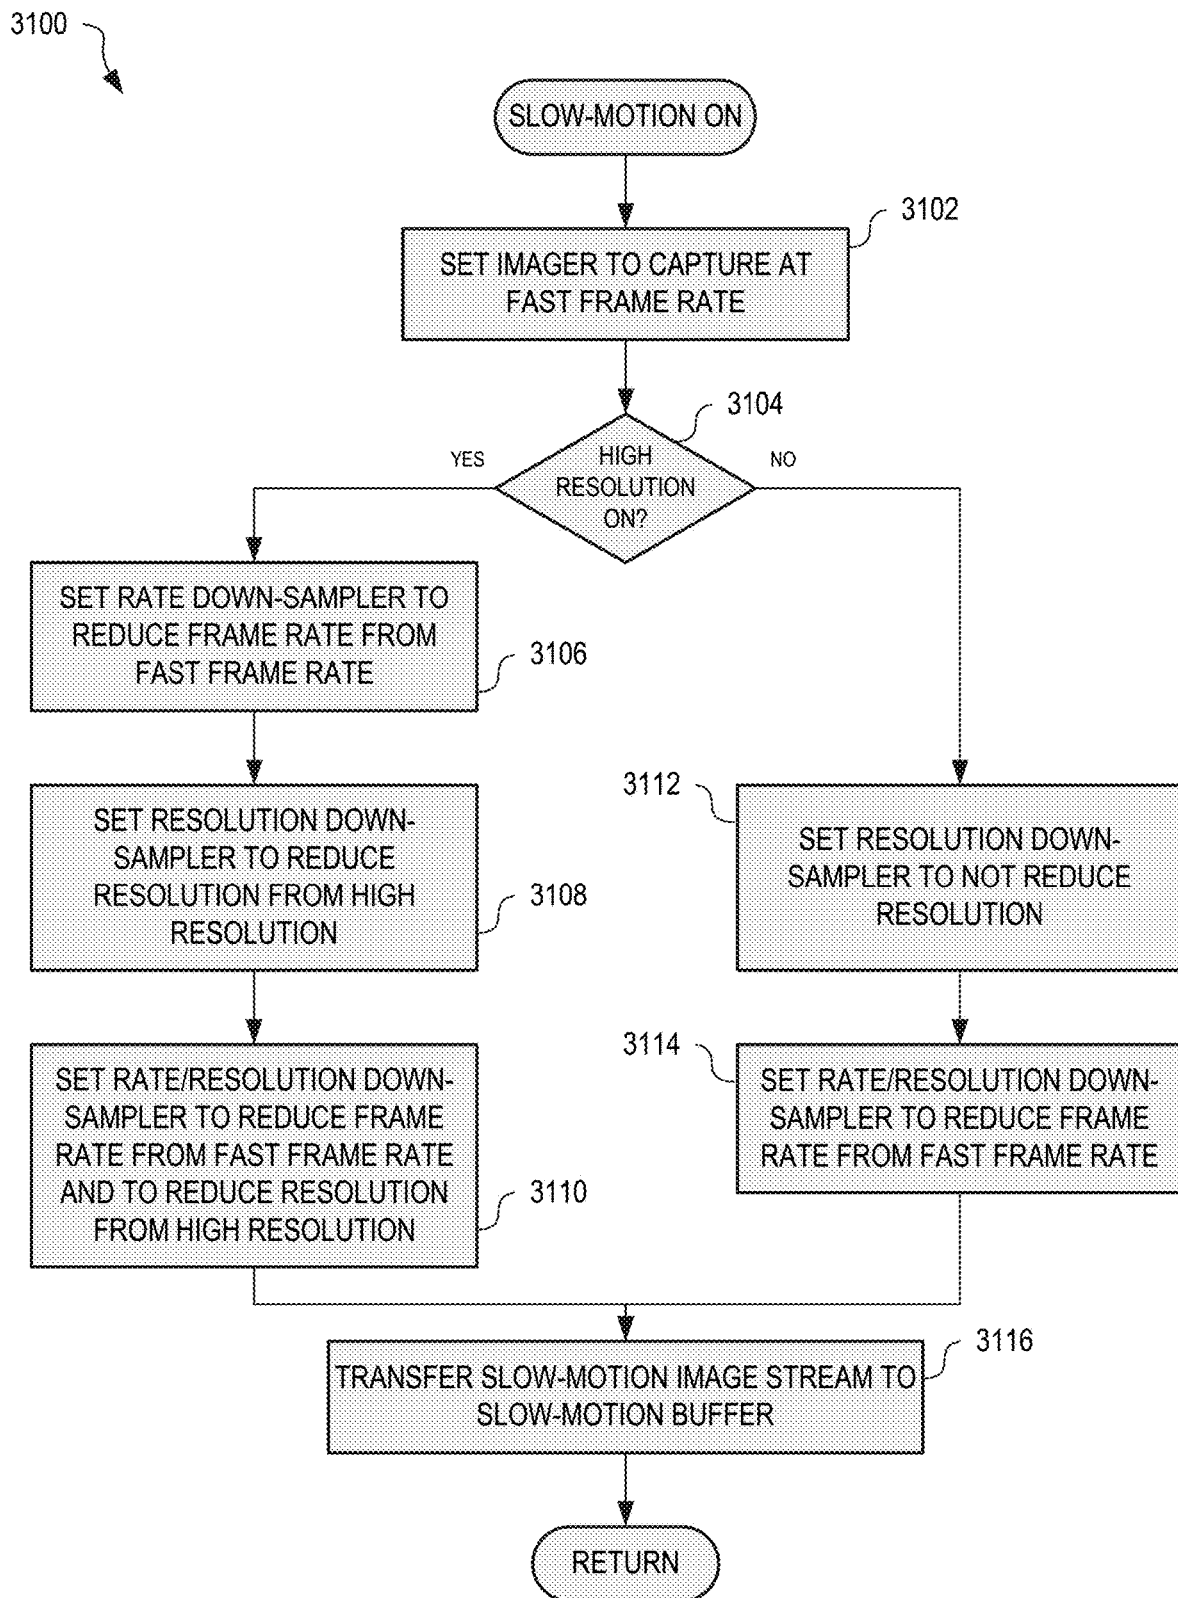 3100
SLOW-MOTION ON
3102
SET IMAGER TO CAPTURE AT
FAST FRAME RATE
3104
YES
HIGH
RESOLUTION
ON?
NO
SET RATE DOWN-SAMPLER TO
REDUCE FRAME RATE FROM
FAST FRAME RATE
3106
SET RESOLUTION DOWN-
SAMPLER TO REDUCE
RESOLUTION FROM HIGH
RESOLUTION
3108
3112
SET RESOLUTION DOWN-
SAMPLER TO NOT REDUCE
RESOLUTION
SET RATE/RESOLUTION DOWN-
SAMPLER TO REDUCE FRAME
RATE FROM FAST FRAME RATE
AND TO REDUCE RESOLUTION
FROM HIGH RESOLUTION
3110
3114
SET RATE/RESOLUTION DOWN-
SAMPLER TO REDUCE FRAME
RATE FROM FAST FRAME RATE
3116
TRANSFER SLOW-MOTION IMAGE STREAM TO
SLOW-MOTION BUFFER
RETURN